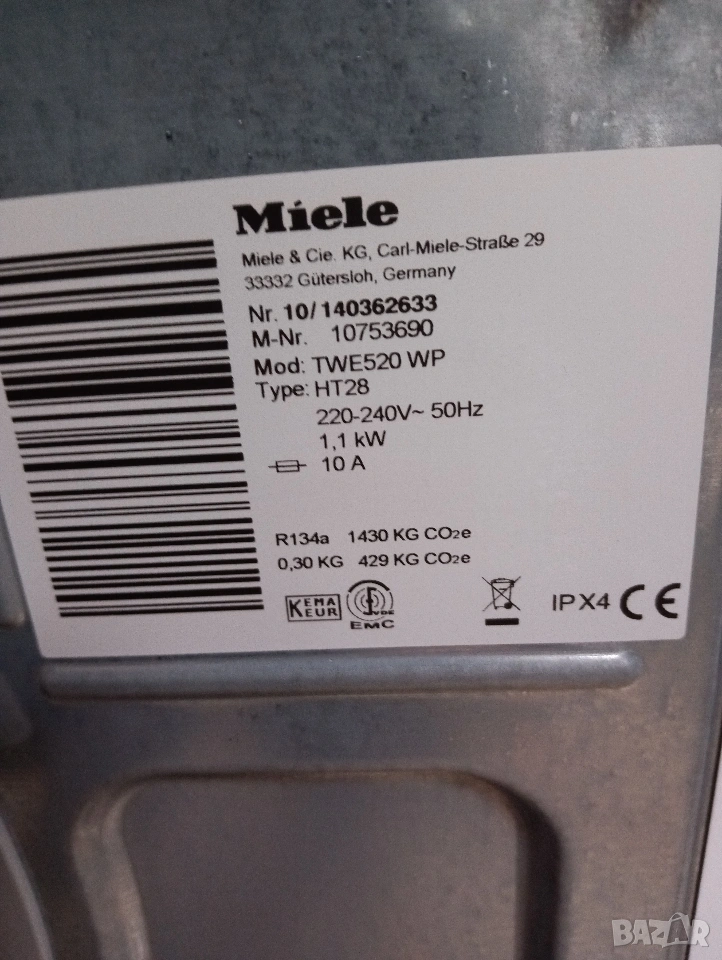 Miele
Miele & Cie. KG, Carl-Miele-Straße 29
33332 Gütersloh, Germany
Nr. 10/140362633
M-Nr. 10753690
Mod: TWE520 WP
Type: HT28
220-240V~ 50Hz
1,1 kW
10 A
R134a 1430 KG CO2e
0,30 KG 429 KG CO2e
KEMA
KEUR
VDE
EMC
IPX4 CE
BAZAR